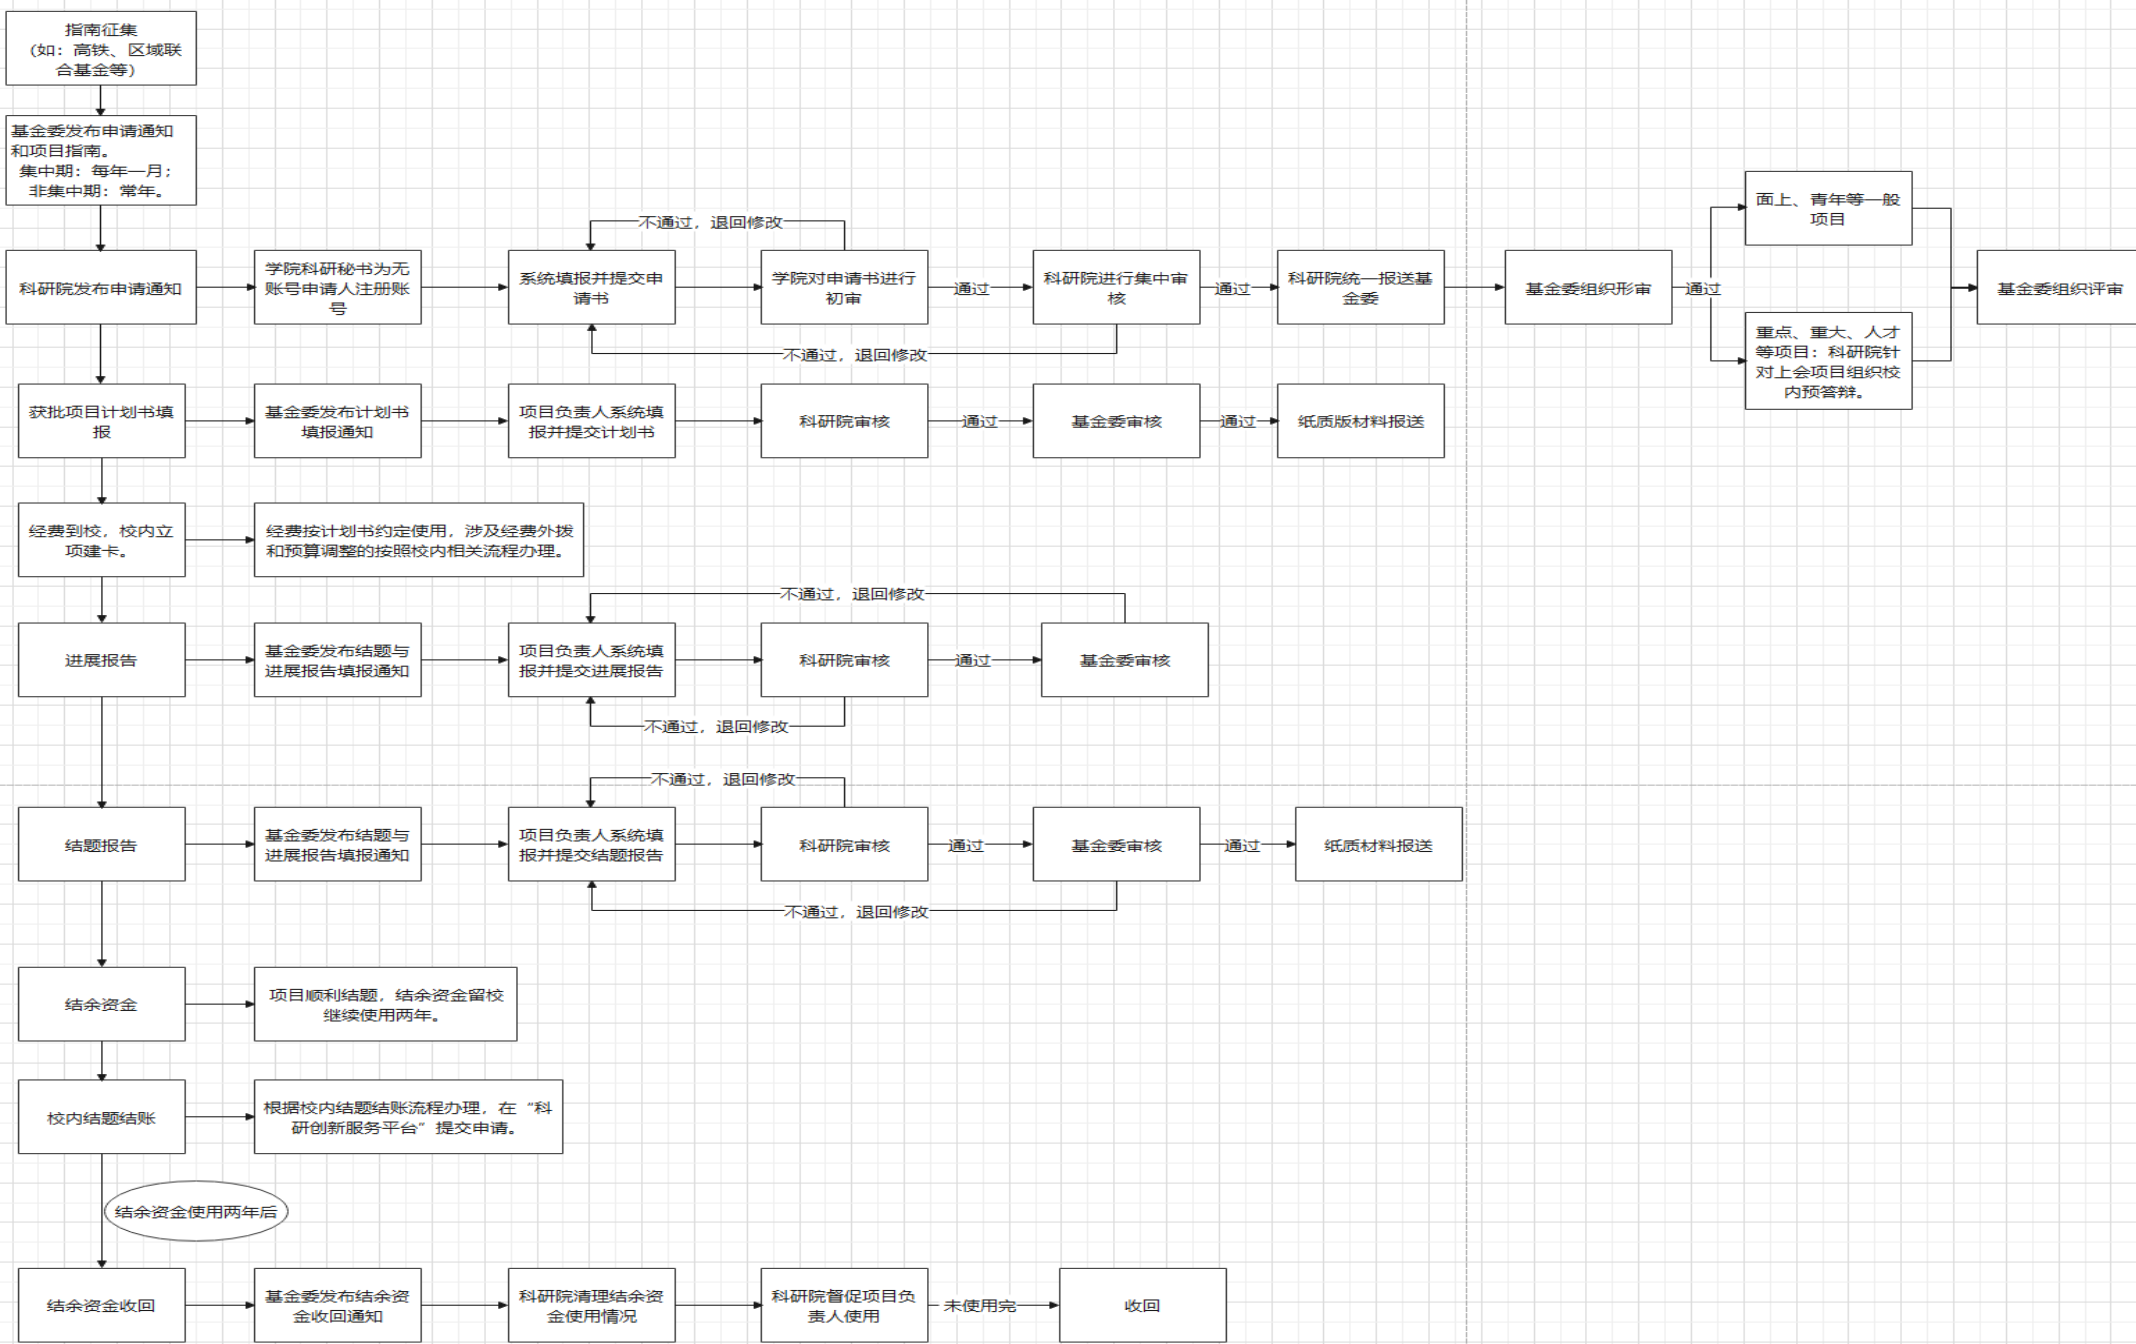 指南征集
（如：高铁、区域联
合基金等）
基金委发布申请通知
和项目指南。
集中期：每年一月；
非集中期：常年。
不通过，退回修改
科研院发布申请通知
学院科研秘书为无
账号申请人注册账
号
系统填报并提交申
请书
学院对申请书进行
初审
通过
科研院进行集中审
核
通过
科研院统一报送基
金委
基金委组织形审
通过
面上、青年等一般
项目
重点、重大、人才
等项目：科研院针
对上会项目组织校
内预答辩。
基金委组织评审
不通过，退回修改
获批项目计划书填
报
基金委发布计划书
填报通知
项目负责人系统填
报并提交计划书
科研院审核
通过
基金委审核
通过
纸质版材料报送
经费到校，校内立
项建卡。
经费按计划书约定使用，涉及经费外拨
和预算调整的按照校内相关流程办理。
不通过，退回修改
进展报告
基金委发布结题与
进展报告填报通知
项目负责人系统填
报并提交进展报告
科研院审核
通过
基金委审核
不通过，退回修改
不通过，退回修改
结题报告
基金委发布结题与
进展报告填报通知
项目负责人系统填
报并提交结题报告
科研院审核
通过
基金委审核
通过
纸质材料报送
不通过，退回修改
结余资金
项目顺利结题，结余资金留校
继续使用两年。
校内结题结账
根据校内结题结账流程办理，在“科
研创新服务平台”提交申请。
结余资金使用两年后
结余资金收回
基金委发布结余资
金收回通知
科研院清理结余资
金使用情况
科研院督促项目负
责人使用
未使用完
收回